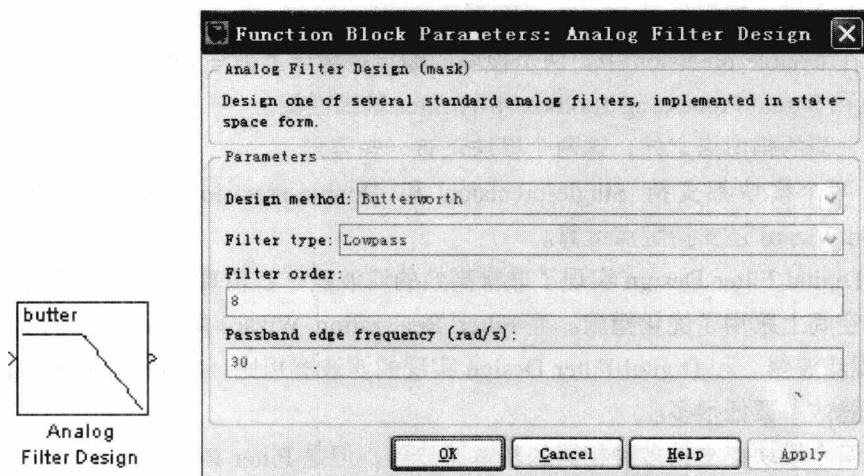 Function Block Parameters: Analog Filter Design
Analog Filter Design (mask)
Design one of several standard analog filters, implemented in state-
space form.
Parameters
Design method: Butterworth
Filter type: Lowpass
Filter order:
8
Passband edge frequency (rad/s):
30
OK Cancel Help Apply
butter
Analog
Filter Design